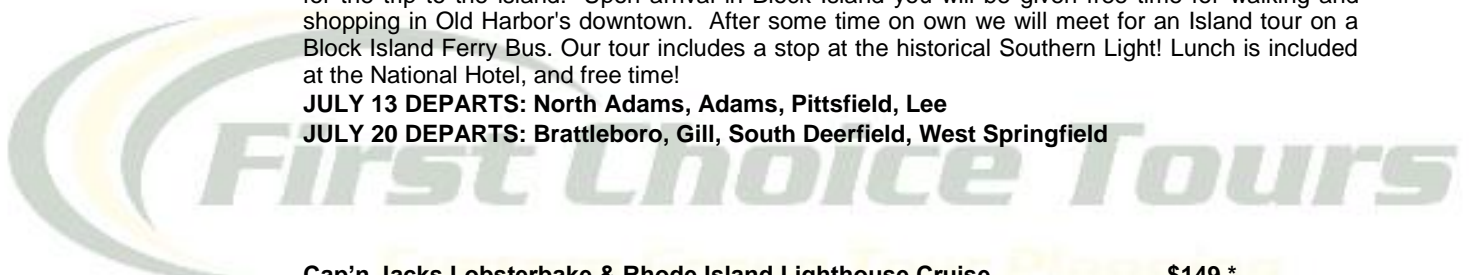 for the trip to the island. Upon arrival in Block Island you will be given free time for walking and
shopping in Old Harbor's downtown. After some time on own we will meet for an Island tour on a
Block Island Ferry Bus. Our tour includes a stop at the historical Southern Light! Lunch is included
at the National Hotel, and free time!
JULY 13 DEPARTS: North Adams, Adams, Pittsfield, Lee
JULY 20 DEPARTS: Brattleboro, Gill, South Deerfield, West Springfield
First Choice Tours
Cap'n Jacks Lobsterbake & Rhode Island Lighthouse Cruise $149 *